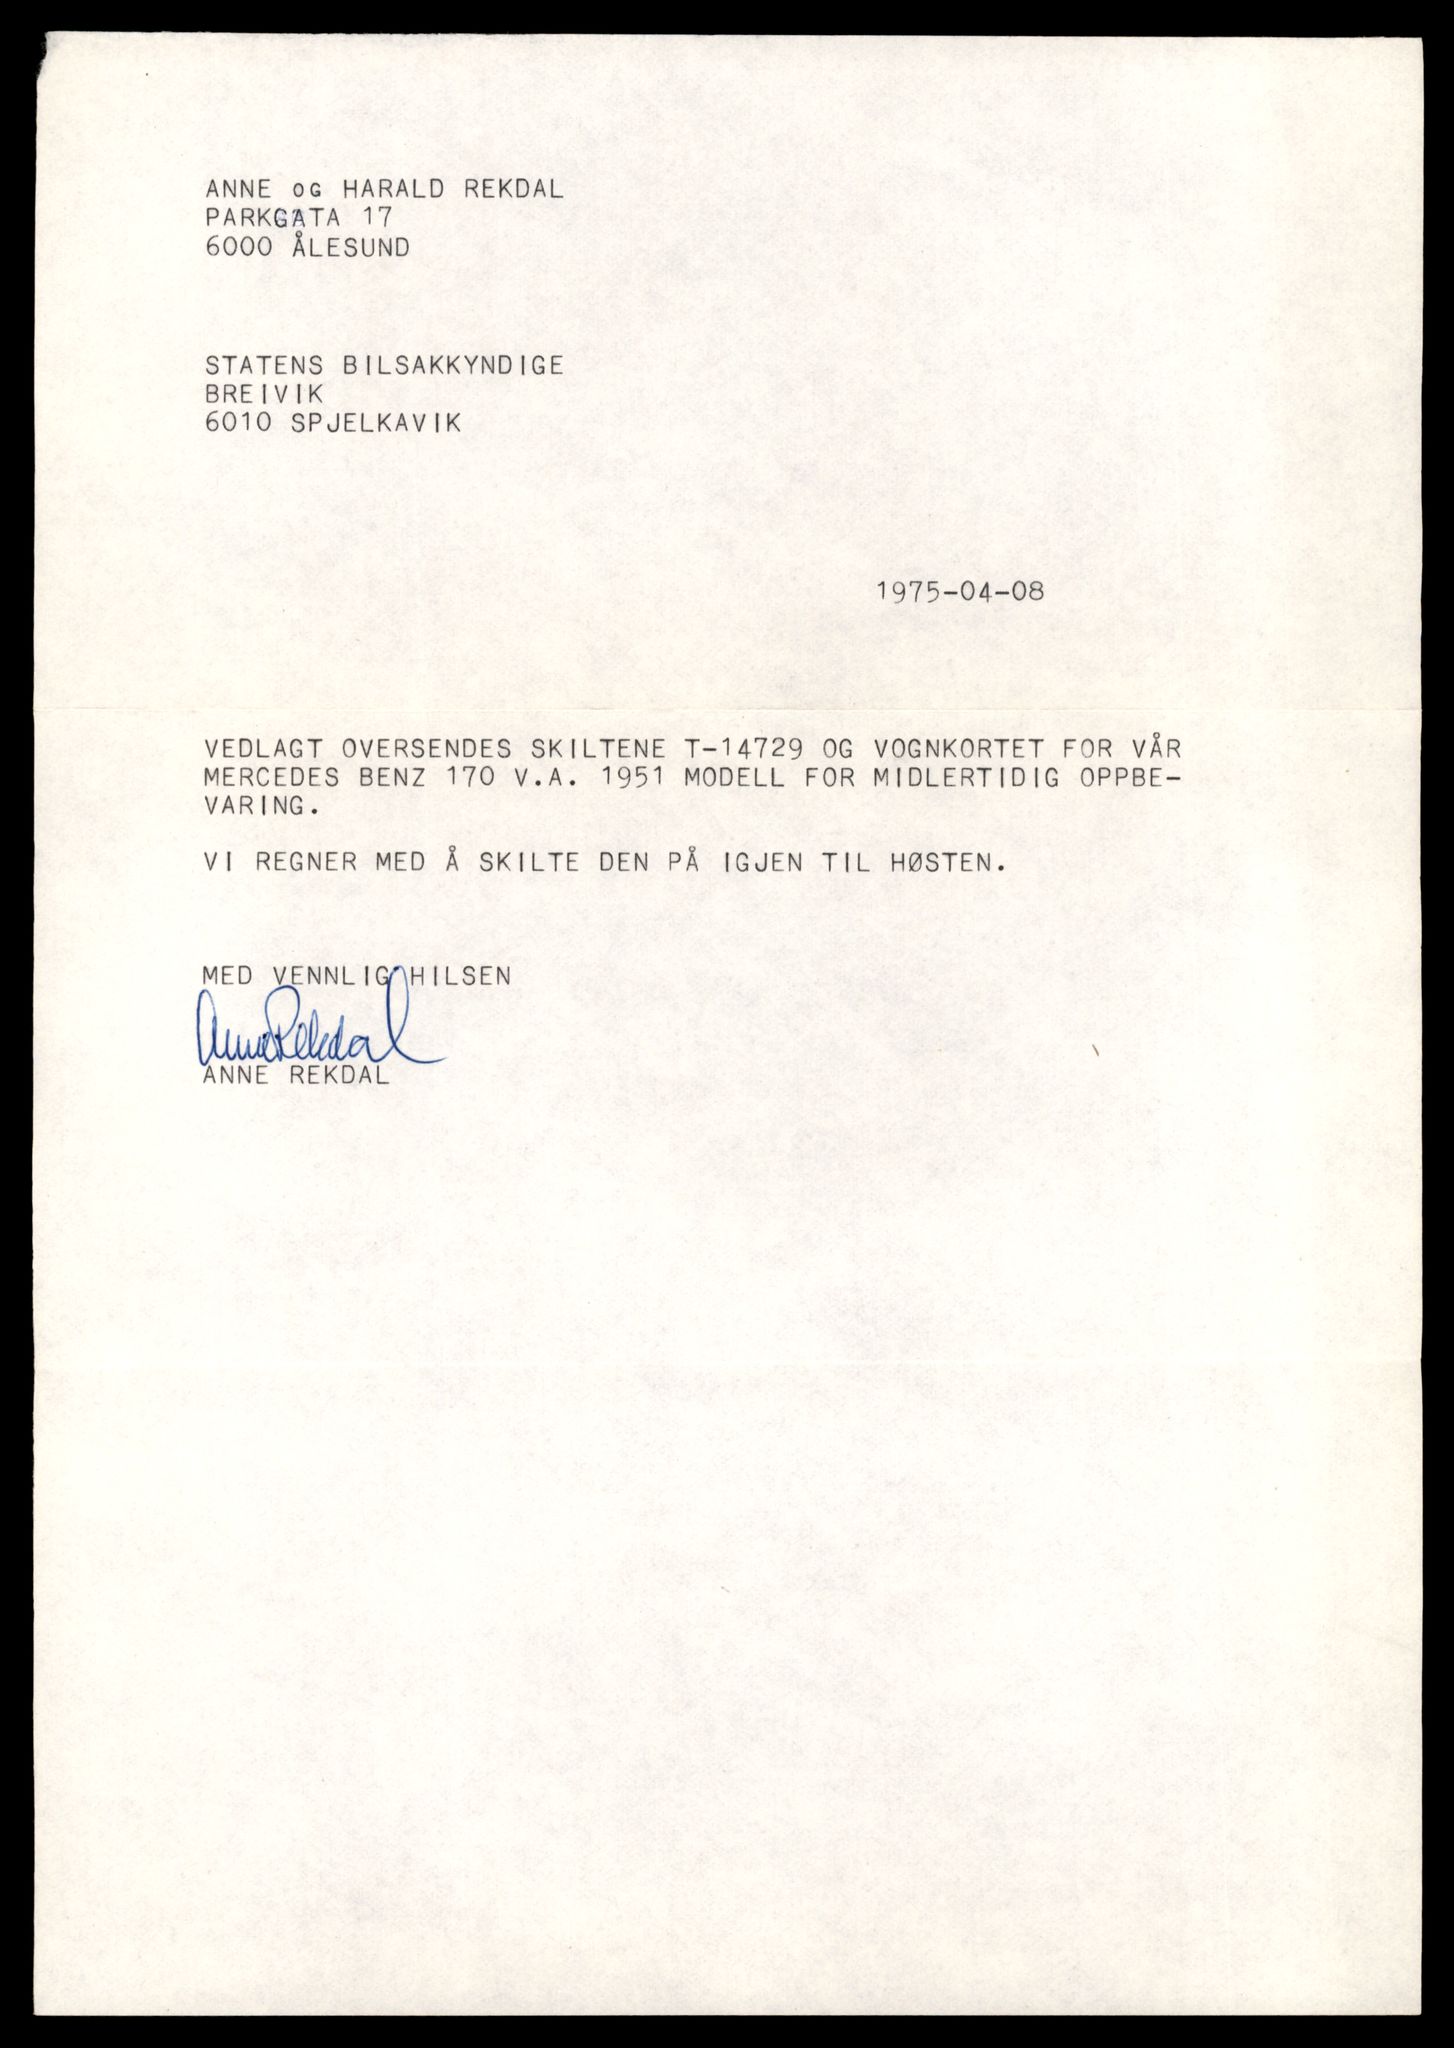 ANNE OG HARALD REKDAL
PARKGATA 17
6000 ÅLESUND
STATENS BILSAKKYNDIGE
BREIVIK
6010 SPJELKAVIK
1975-04-08
VEDLAGT OVERSENDES SKILTENE T-14729 OG VOGNKORTET FOR VÅR
MERCEDES BENZ 170 V.A. 1951 MODELL FOR MIDLERTIDIG OPPBE-
VARING.
VI REGNER MED Å SKILTE DEN PÅ IGJEN TIL HØSTEN.
MED VENNLIG HILSEN
Anne Rekdal
ANNE REKDAL